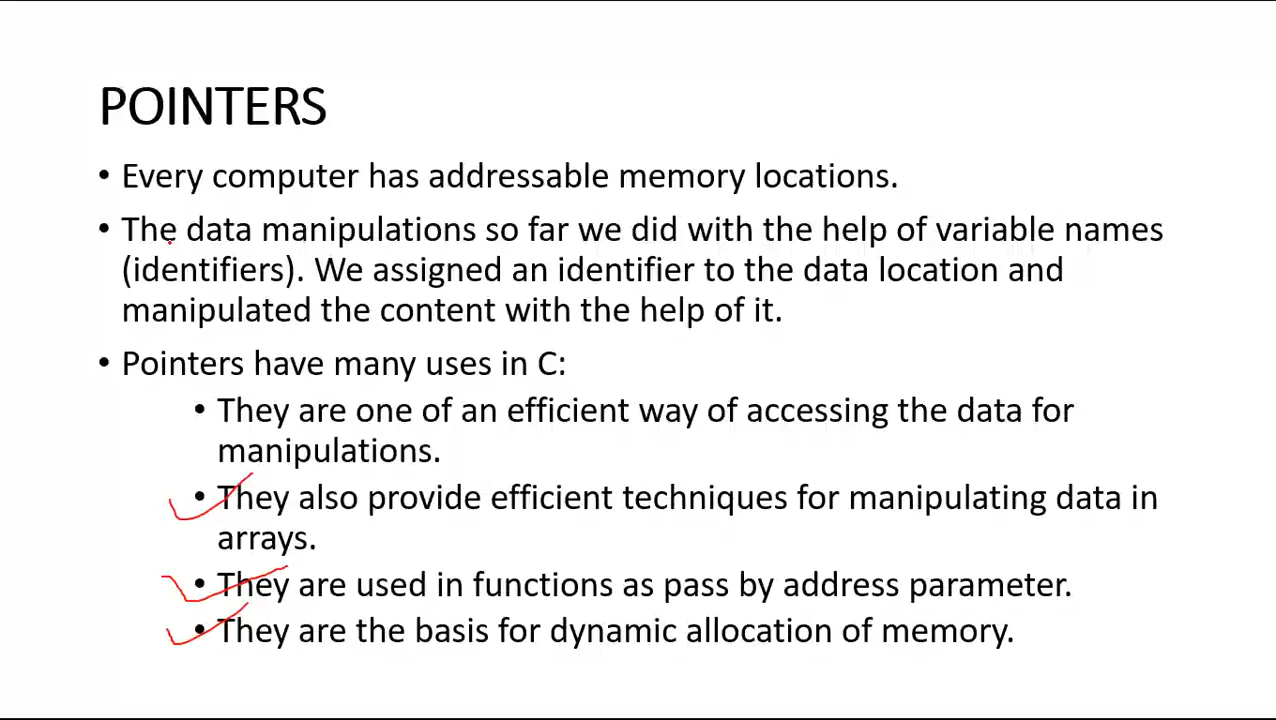 POINTERS
• Every computer has addressable memory locations.
• The data manipulations so far we did with the help of variable names
(identifiers). We assigned an identifier to the data location and
manipulated the content with the help of it.
• Pointers have many uses in C:
• They are one of an efficient way of accessing the data for
manipulations.
• They also provide efficient techniques for manipulating data in
arrays.
• They are used in functions as pass by address parameter.
• They are the basis for dynamic allocation of memory.